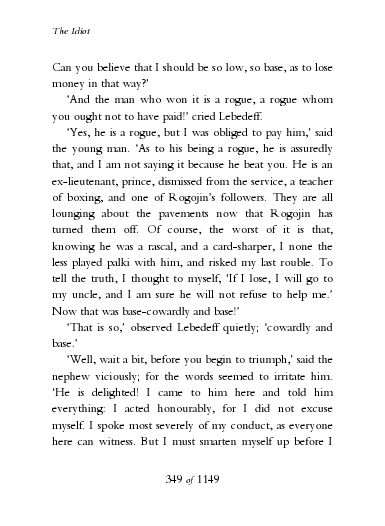 The Idiot
Can you believe that I should be so low, so base, as to lose
money in that way?'
'And the man who won it is a rogue, a rogue whom
you ought not to have paid!' cried Lebedeff.
'Yes, he is a rogue, but I was obliged to pay him,' said
the young man. 'As to his being a rogue, he is assuredly
that, and I am not saying it because he beat you. He is an
ex-lieutenant, prince, dismissed from the service, a teacher
of boxing, and one of Rogojin's followers. They are all
lounging about the pavements now that Rogojin has
turned them off. Of course, the worst of it is that,
knowing he was a rascal, and a card-sharper, I none the
less played palki with him, and risked my last rouble. To
tell the truth, I thought to myself, 'If I lose, I will go to
my uncle, and I am sure he will not refuse to help me.'
Now that was base-cowardly and base!'
'That is so,' observed Lebedeff quietly; 'cowardly and
base.'
'Well, wait a bit, before you begin to triumph,' said the
nephew viciously; for the words seemed to irritate him.
'He is delighted! I came to him here and told him
everything: I acted honourably, for I did not excuse
myself. I spoke most severely of my conduct, as everyone
here can witness. But I must smarten myself up before I
349 of 1149